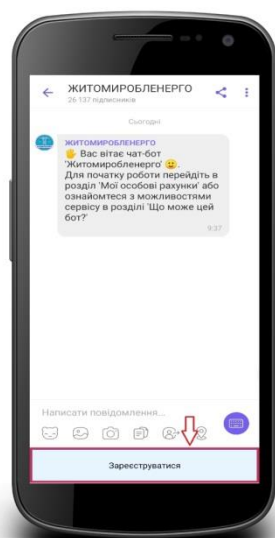 ЖИТОМИРОБЛЕНЕРГО
26 137 підписників
Сьогодні
ЖИТОМИРОБЛЕНЕРГО
🖐 Вас вітає чат-бот
'Житомиробленерго' 😃.
Для початку роботи перейдіть в
розділ 'Мої особові рахунки' або
ознайомтеся з можливостями
сервісу в розділі 'Що може цей
бот?'
9:37
Написати повідомлення...
Зареєструватися